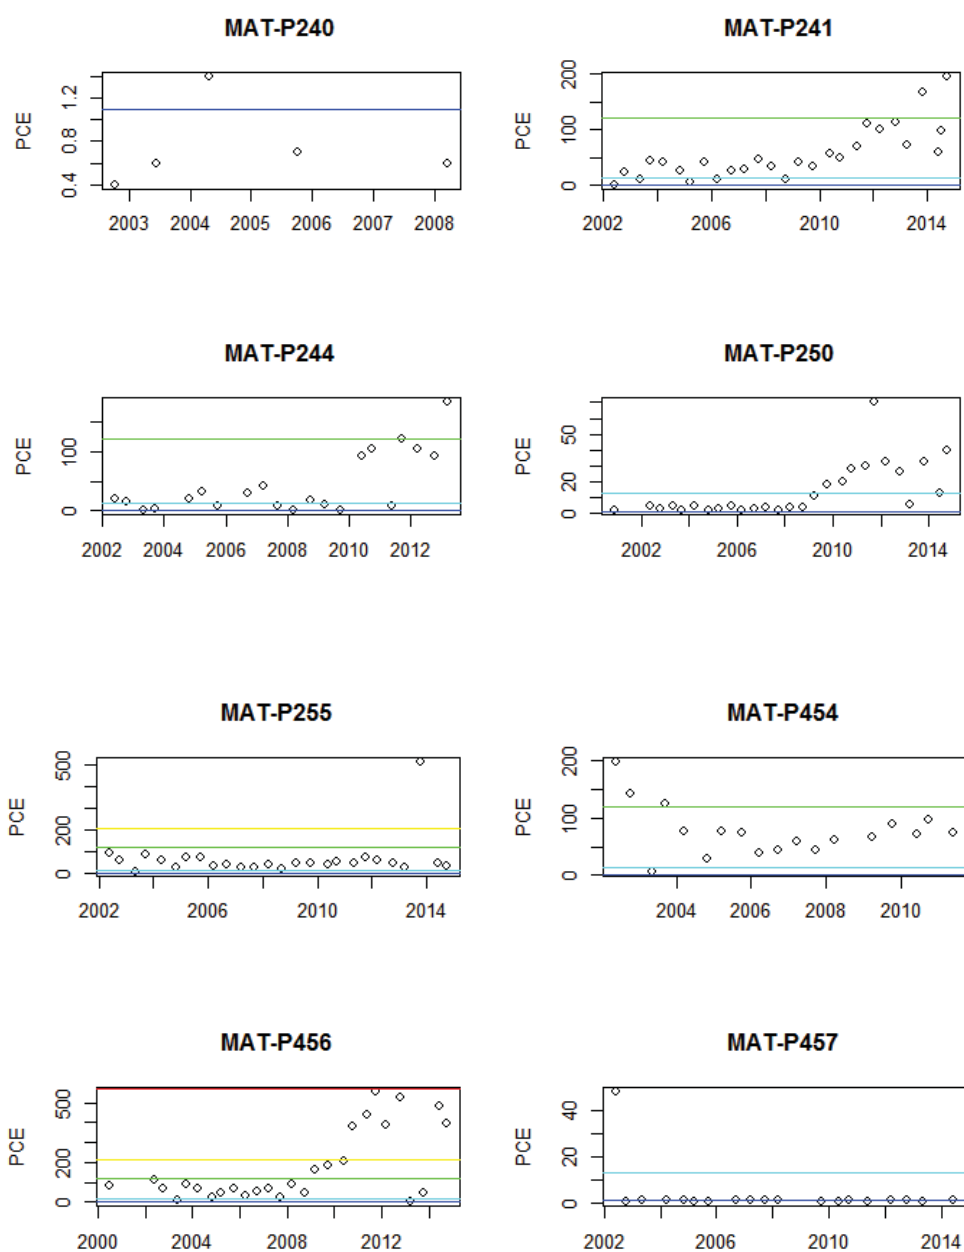 MAT-P240
PCE
0.4 0.8 1.2
2003 2004 2005 2006 2007 2008
MAT-P241
PCE
0 100 200
2002 2006 2010 2014
MAT-P244
PCE
0 100
2002 2004 2006 2008 2010 2012
MAT-P250
PCE
0 20 50
2002 2006 2010 2014
MAT-P255
PCE
0 200 500
2002 2006 2010 2014
MAT-P454
PCE
0 100 200
2004 2006 2008 2010
MAT-P456
PCE
0 200 500
2000 2004 2008 2012
MAT-P457
PCE
0 20 40
2002 2006 2010 2014